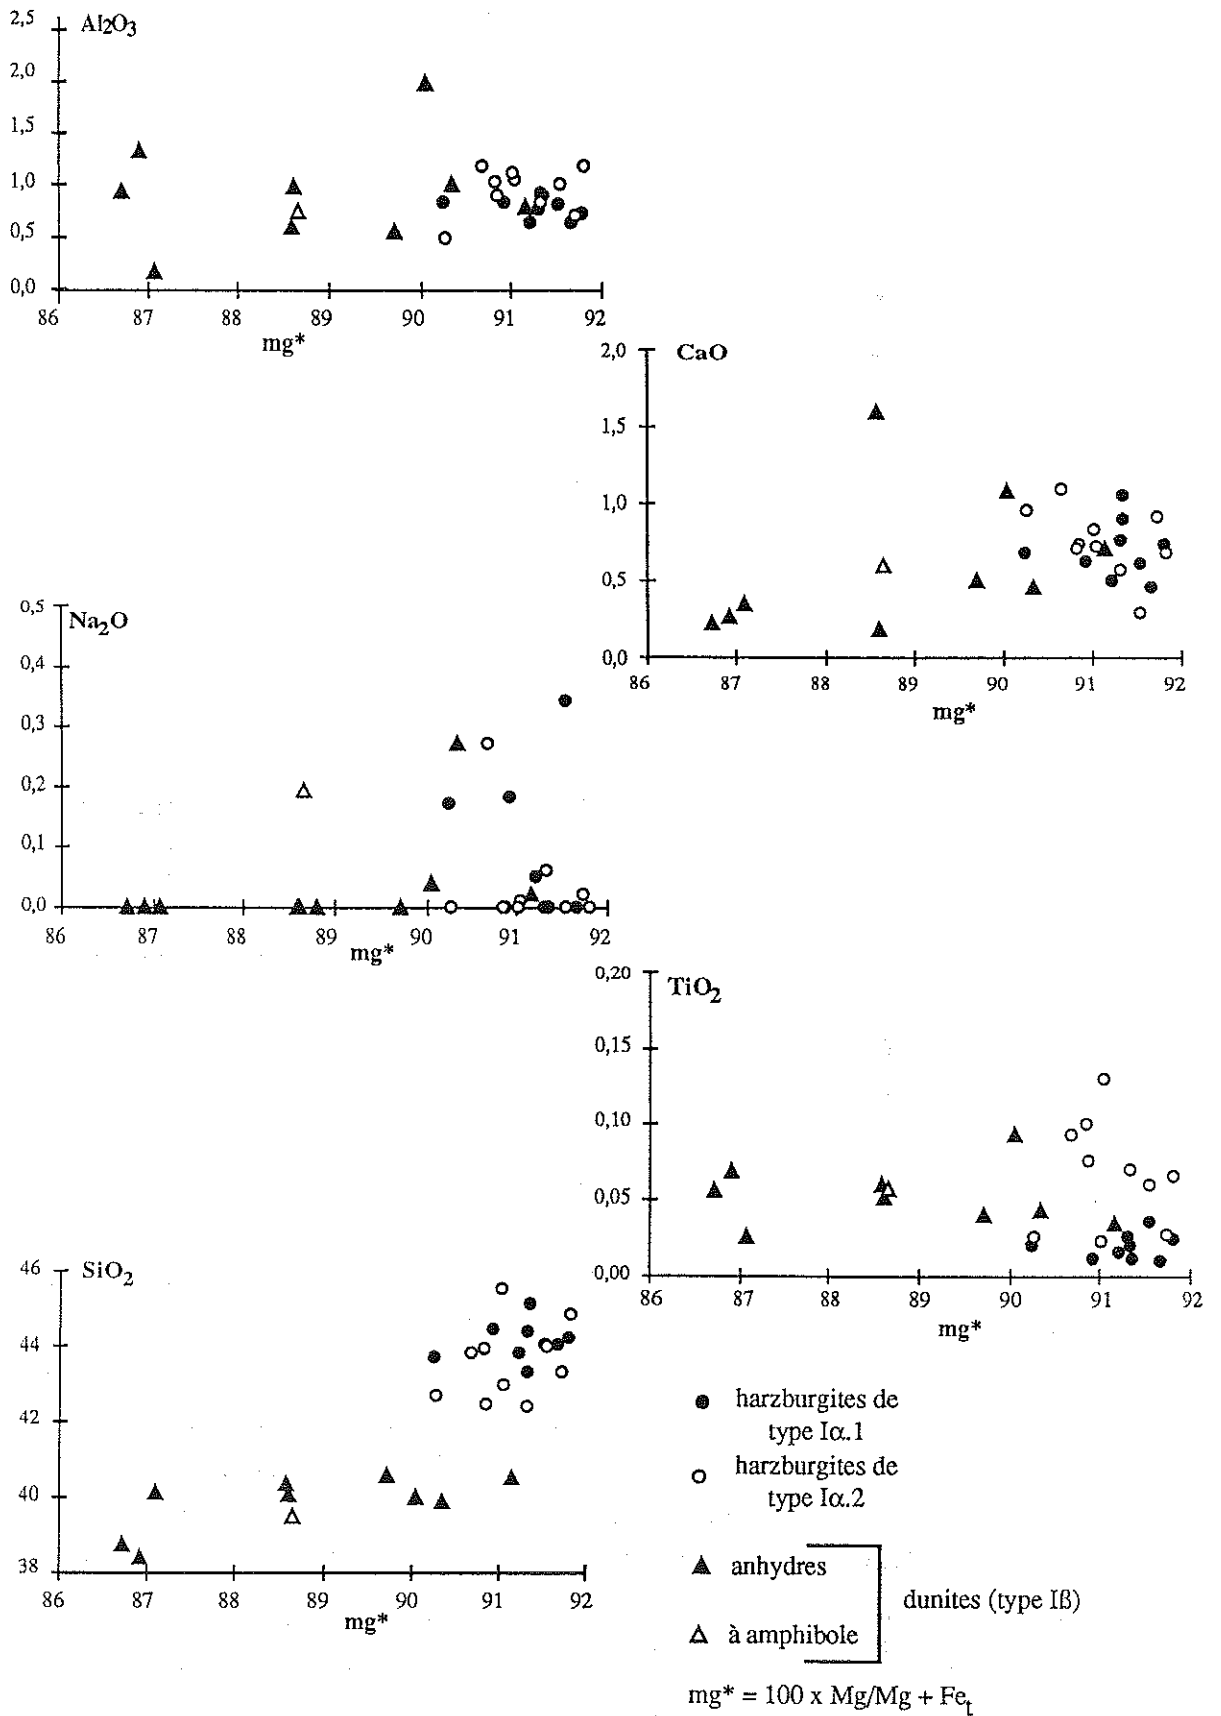 Al₂O₃
2,5
2,0
1,5
1,0
0,5
0,0
86 87 88 89 90 91 92
mg*
CaO
2,0
1,5
1,0
0,5
0,0
86 87 88 89 90 91 92
mg*
Na₂O
0,5
0,4
0,3
0,2
0,1
0,0
86 87 88 89 90 91 92
mg*
TiO₂
0,20
0,15
0,10
0,05
0,00
86 87 88 89 90 91 92
mg*
SiO₂
46
44
42
40
38
86 87 88 89 90 91 92
mg*
harzburgites de
type Iα.1
harzburgites de
type Iα.2
anhydres
à amphibole
dunites (type Iß)
mg* = 100 x Mg/Mg + Feₜ